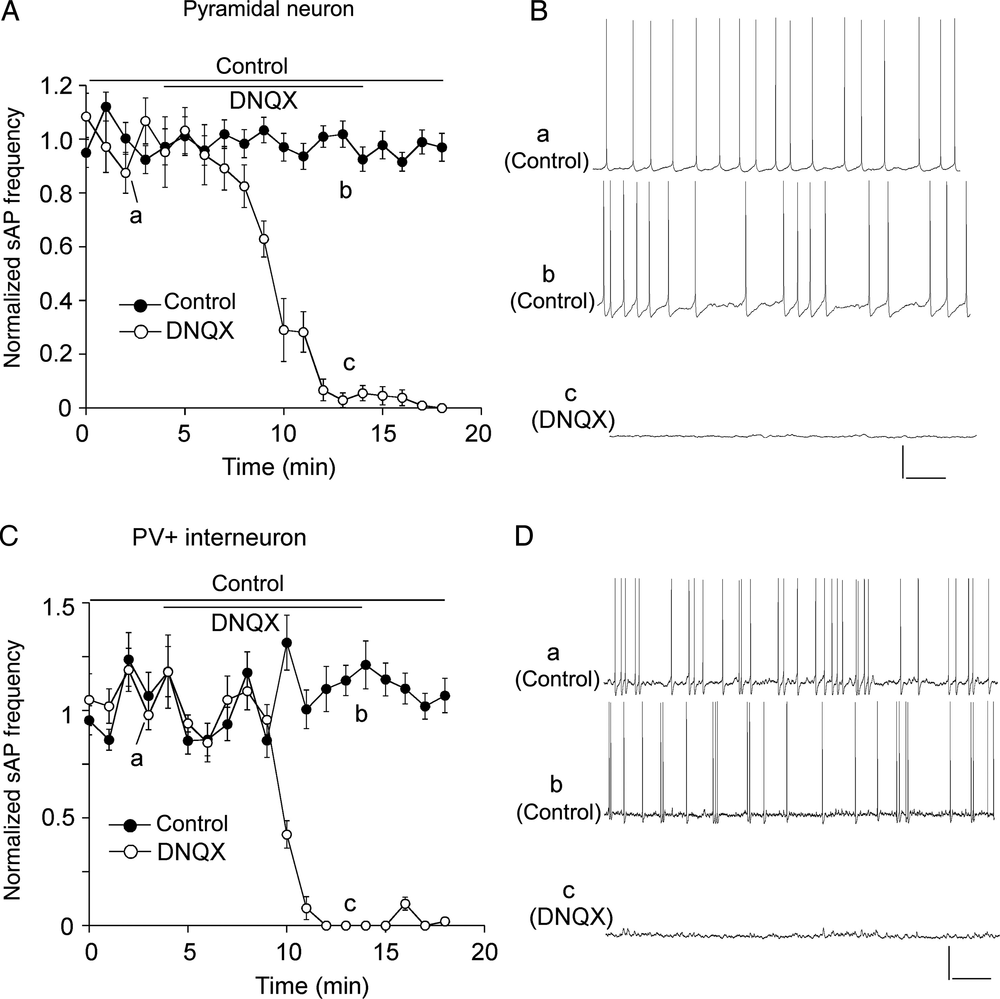 A
Pyramidal neuron
Control
DNQX
Normalized sAP frequency
1.2
1.0
0.8
0.6
0.4
0.2
0
a
b
c
Control
DNQX
0 5 10 15 20
Time (min)
B
a
(Control)
b
(Control)
c
(DNQX)
C
PV+ interneuron
Control
DNQX
Normalized sAP frequency
1.5
1
0.5
0
a
b
c
Control
DNQX
0 5 10 15 20
Time (min)
D
a
(Control)
b
(Control)
c
(DNQX)